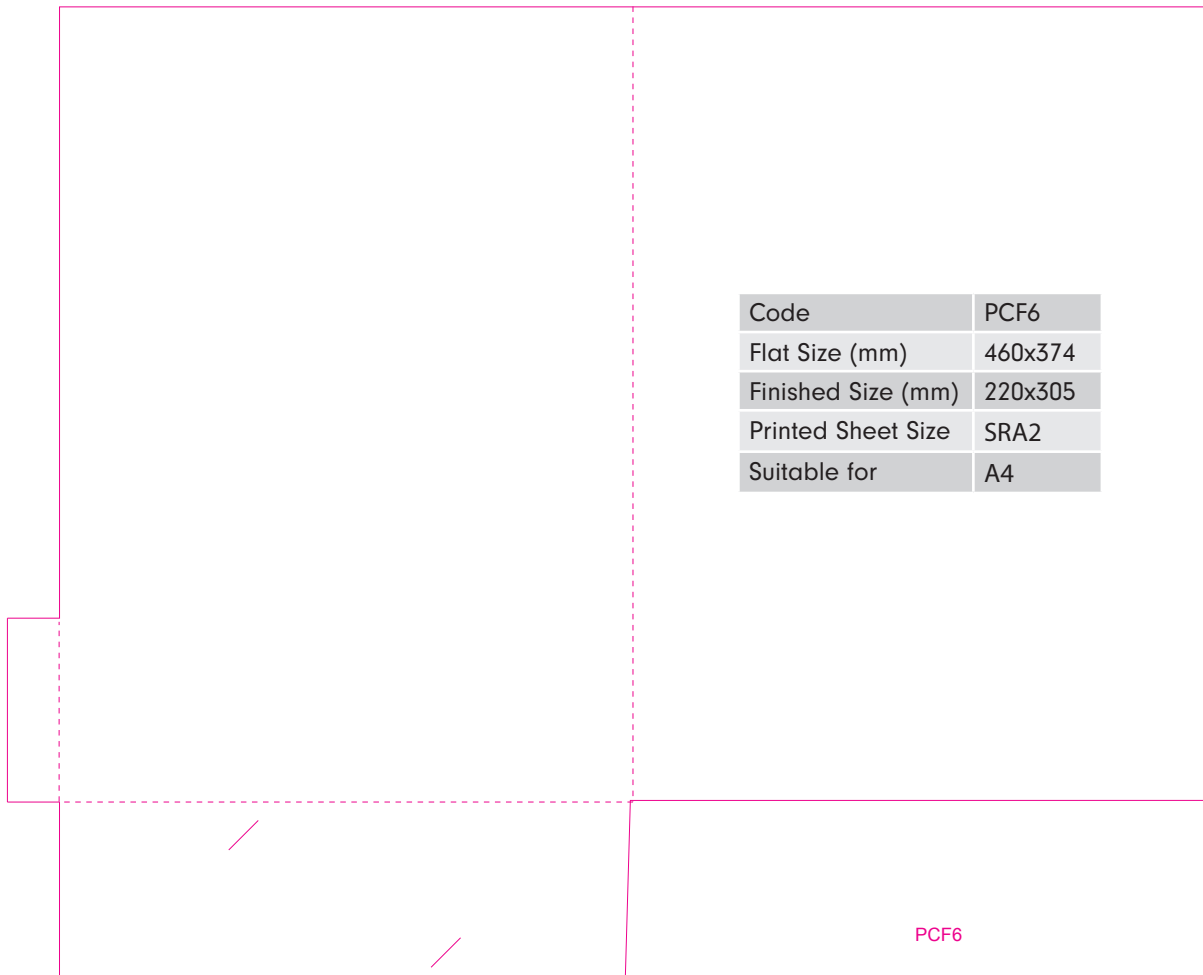 Code PCF6
Flat Size (mm) 460x374
Finished Size (mm) 220x305
Printed Sheet Size SRA2
Suitable for A4
PCF6